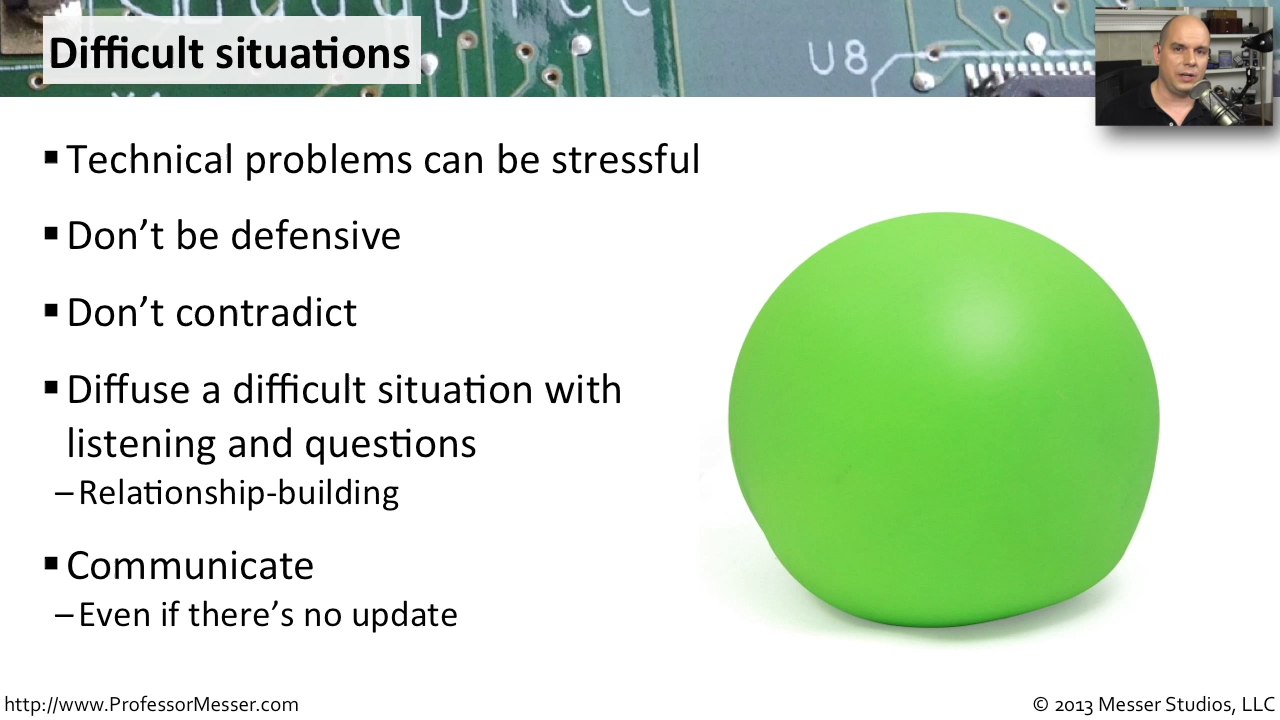 Difficult situations
U8
▪ Technical problems can be stressful
▪ Don’t be defensive
▪ Don’t contradict
▪ Diffuse a difficult situation with
listening and questions
– Relationship-building
▪ Communicate
– Even if there’s no update
http://www.ProfessorMesser.com
© 2013 Messer Studios, LLC